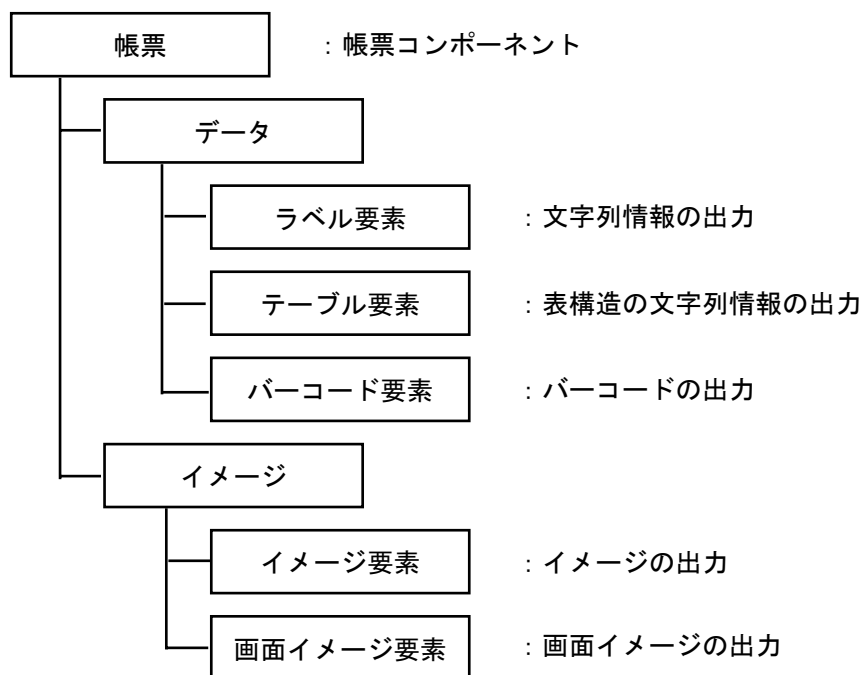 帳票 : 帳票コンポーネント
データ
ラベル要素 : 文字列情報の出力
テーブル要素 : 表構造の文字列情報の出力
バーコード要素 : バーコードの出力
イメージ
イメージ要素 : イメージの出力
画面イメージ要素 : 画面イメージの出力